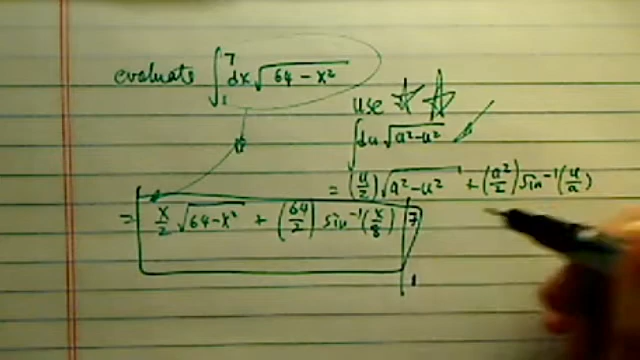 evaluate ∫₁⁷ dx √(64 - x²)
use ☆ ☆
∫ du √(a² - u²)
= (u/2) √(a² - u²) + (a²/2) sin⁻¹(u/a)
= x/2 √(64 - x²) + (64/2) sin⁻¹(x/8) |₁⁷